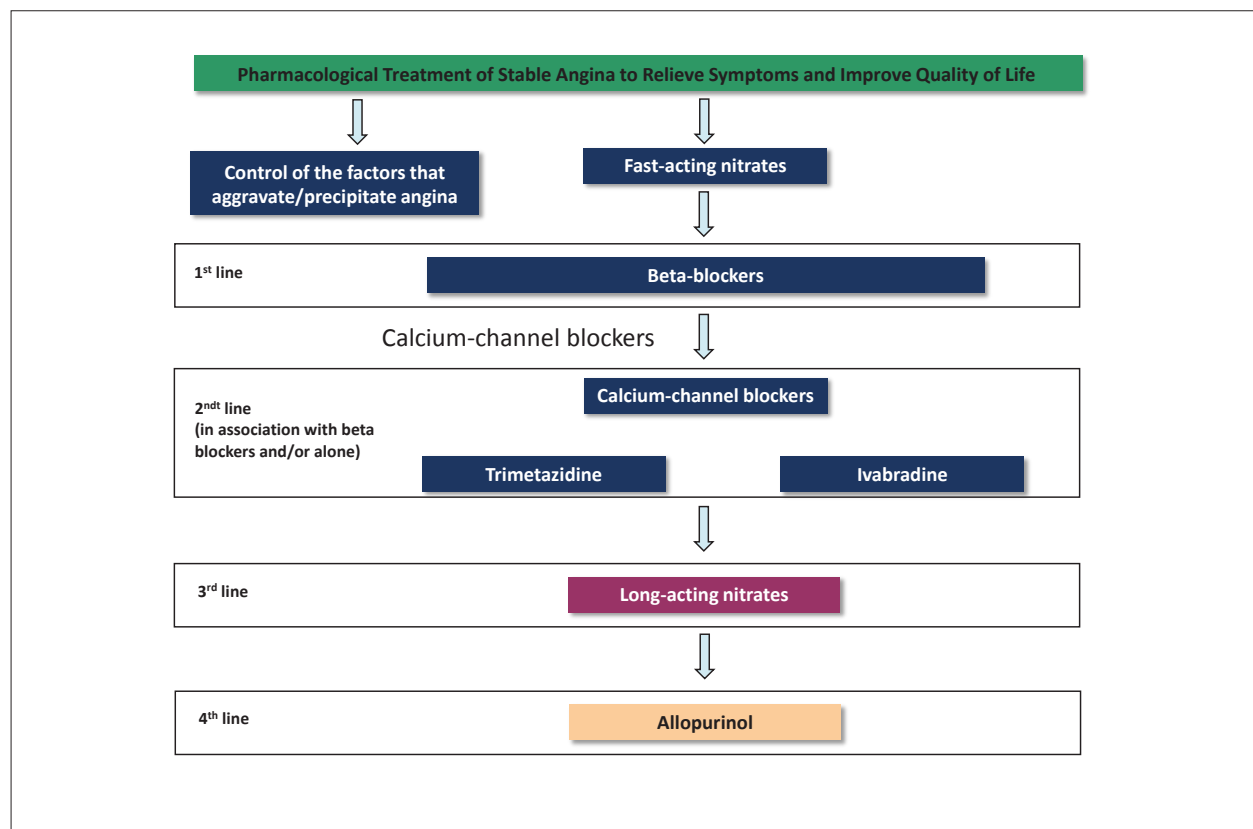 Pharmacological Treatment of Stable Angina to Relieve Symptoms and Improve Quality of Life
Control of the factors that
aggravate/precipitate angina
Fast-acting nitrates
1st line
Beta-blockers
Calcium-channel blockers
2ndt line
(in association with beta
blockers and/or alone)
Calcium-channel blockers
Trimetazidine
Ivabradine
3rd line
Long-acting nitrates
4th line
Allopurinol